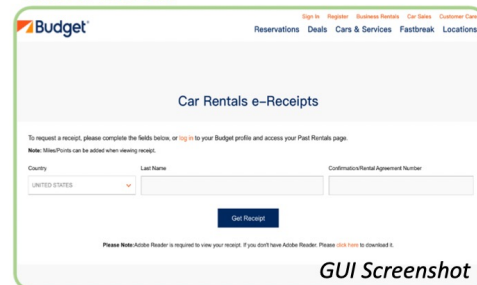 Sign In Register Business Rentals Car Sales Customer Care
Budget
Reservations Deals Cars & Services Fastbreak Locations
Car Rentals e-Receipts
To request a receipt, please complete the fields below, or log in to your Budget profile and access your Past Rentals page.
Note: Miles/Points can be added when viewing receipt.
Country Last Name Confirmation/Rental Agreement Number
UNITED STATES
Get Receipt
Please Note:Adobe Reader is required to view your receipt. If you don't have Adobe Reader. Please click here to download it.
GUI Screenshot